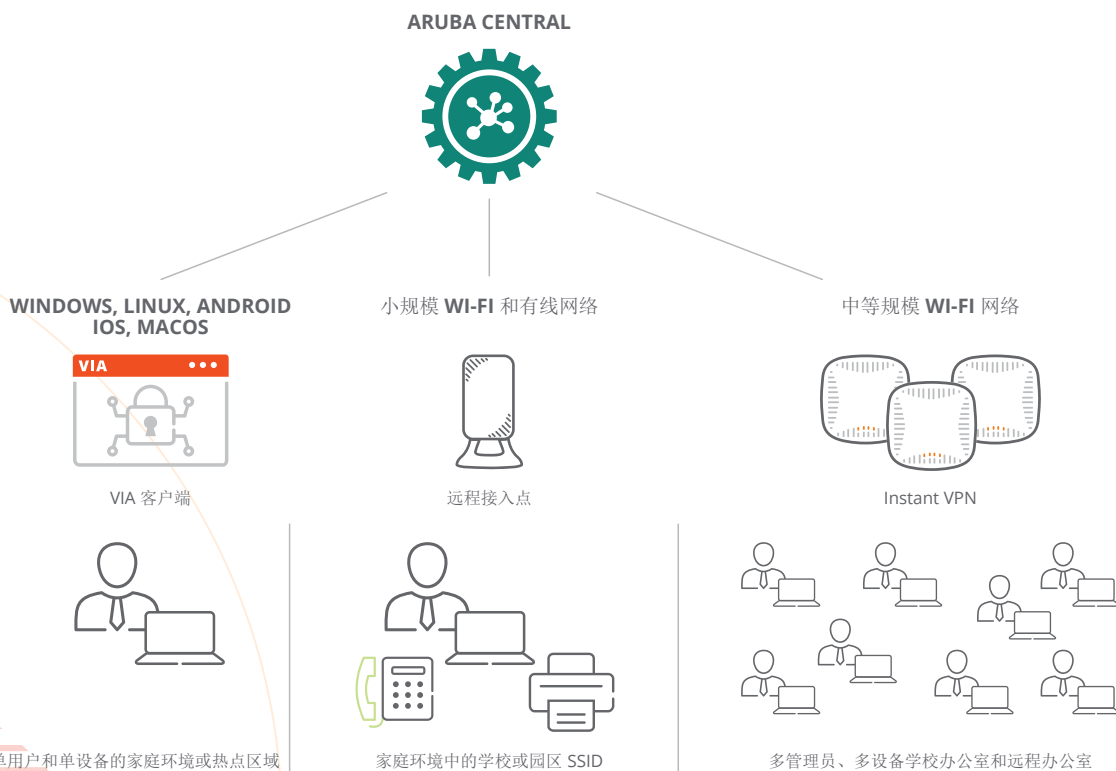 ARUBA CENTRAL
WINDOWS, LINUX, ANDROID
IOS, MACOS
小规模 WI-FI 和有线网络
中等规模 WI-FI 网络
VIA
VIA 客户端
远程接入点
Instant VPN
单用户和单设备的家庭环境或热点区域
家庭环境中的学校或园区 SSID
多管理员、多设备学校办公室和远程办公室